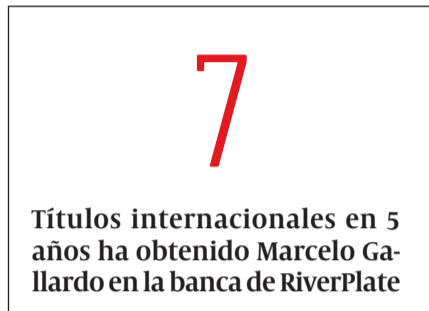 7
Títulos internacionales en 5
años ha obtenido Marcelo Ga-
llardo en la banca de RiverPlate